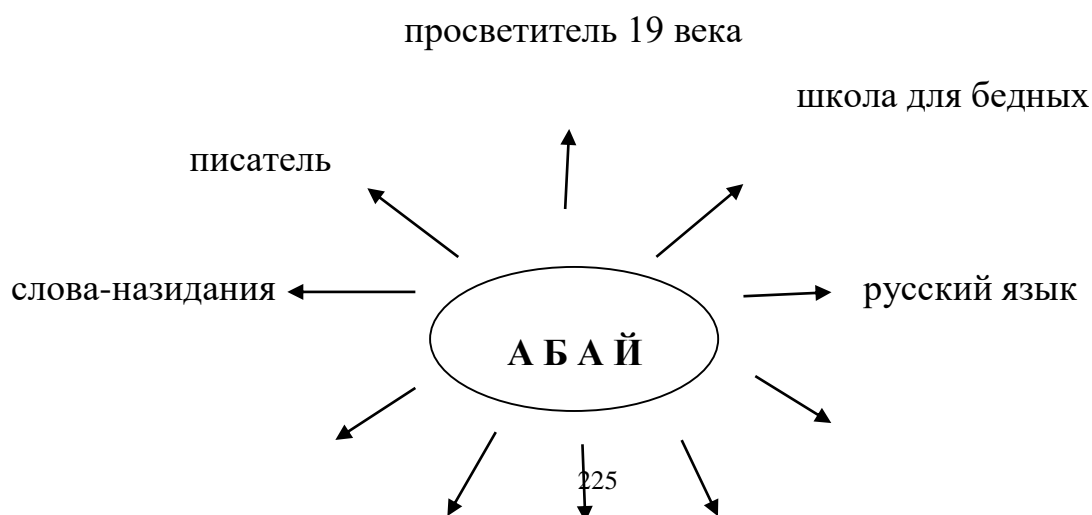 просветитель 19 века
школа для бедных
писатель
слова-назидания
русский язык
А Б А Й
225